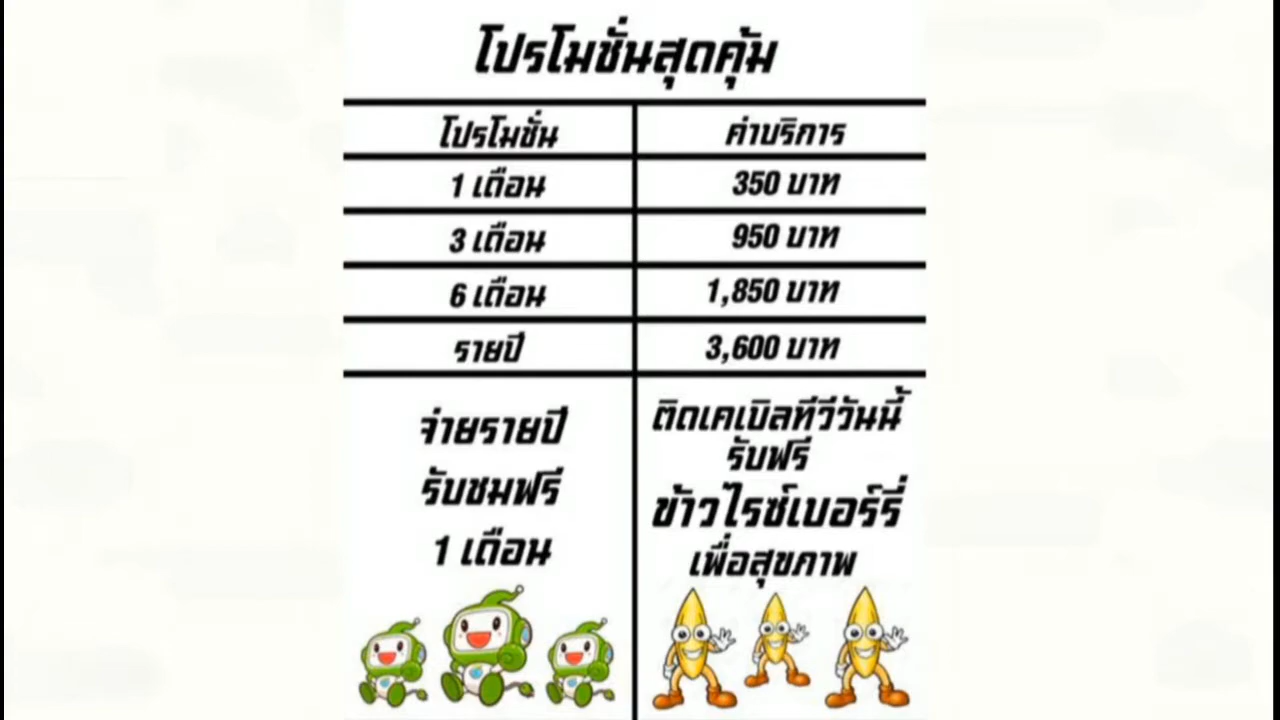 โปรโมชั่นสุดคุ้ม
โปรโมชั่น ค่าบริการ
1 เดือน 350 บาท
3 เดือน 950 บาท
6 เดือน 1,850 บาท
รายปี 3,600 บาท
จ่ายรายปี
รับชมฟรี
1 เดือน
ติดเคเบิลทีวีวันนี้
รับฟรี
ข้าวไรซ์เบอร์รี่
เพื่อสุขภาพ